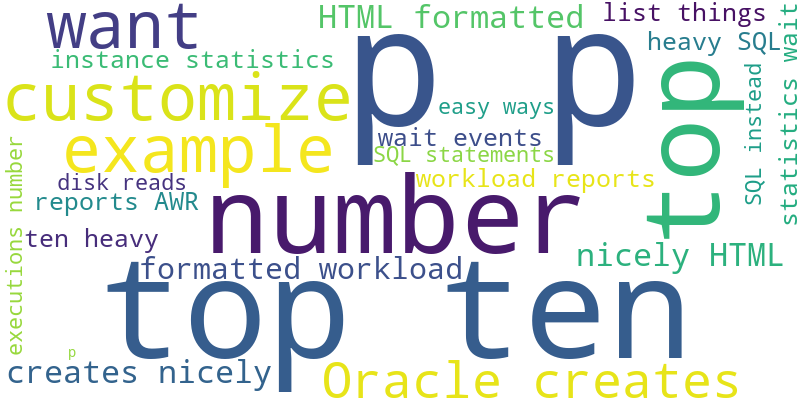 want
HTML formatted
list things
p p
heavy SQL
instance statistics
customize
easy ways
top
example
wait events
SQL statements
SQL instead
statistics wait
disk reads
workload reports
reports AWR
number
executions number
ten heavy
nicely HTML
formatted workload
top ten
p
creates nicely
Oracle creates